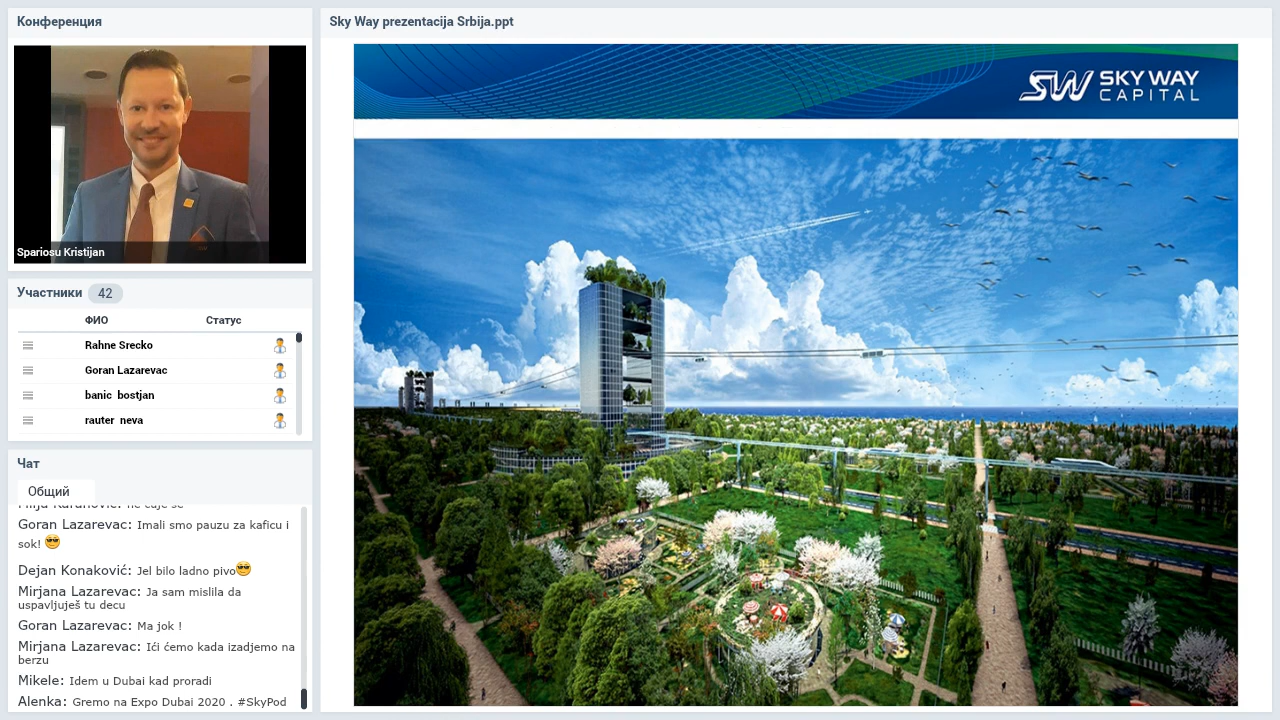 Конференция
Spariosu Kristijan
Участники 42
ФИО Статус
Rahne Srecko
Goran Lazarevac
banic bostjan
rauter neva
Чат
Общий
Goran Lazarevac: Imali smo pauzu za kaficu i
sok!
Dejan Konaković: Jel bilo ladno pivo
Mirjana Lazarevac: Ja sam mislila da
uspavljuješ tu decu
Goran Lazarevac: Ma jok !
Mirjana Lazarevac: Ići ćemo kada izadjemo na
berzu
Mikele: Idem u Dubai kad proradi
Alenka: Gremo na Expo Dubai 2020 . #SkyPod
Sky Way prezentacija Srbija.ppt
SW SKY WAY
CAPITAL